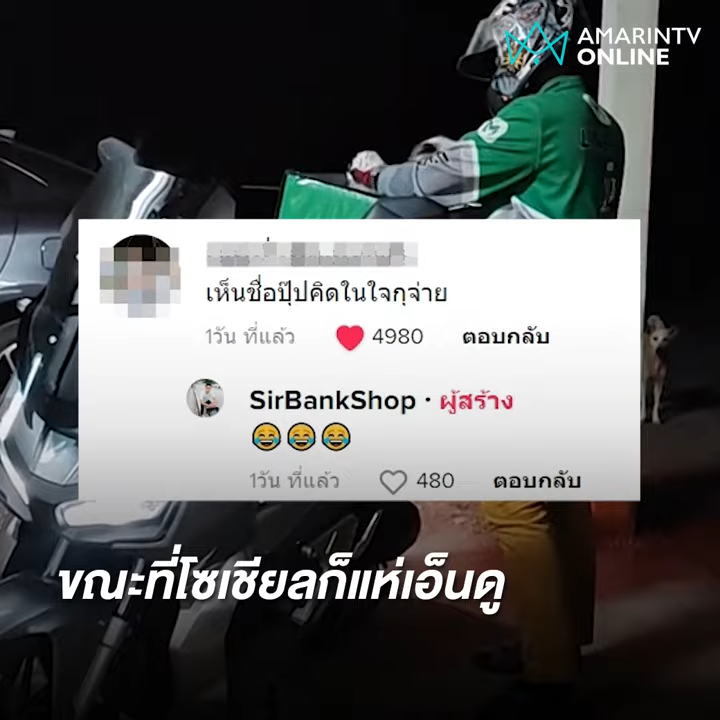 AMARINTV
ONLINE
เห็นชื่อปุ๊ปคิดในใจกุจ่าย
1วัน ที่แล้ว 4980 ตอบกลับ
SirBankShop · ผู้สร้าง
😂😂😂
1วัน ที่แล้ว 480 ตอบกลับ
ขณะที่โซเชียลก็แห่เอ็นดู